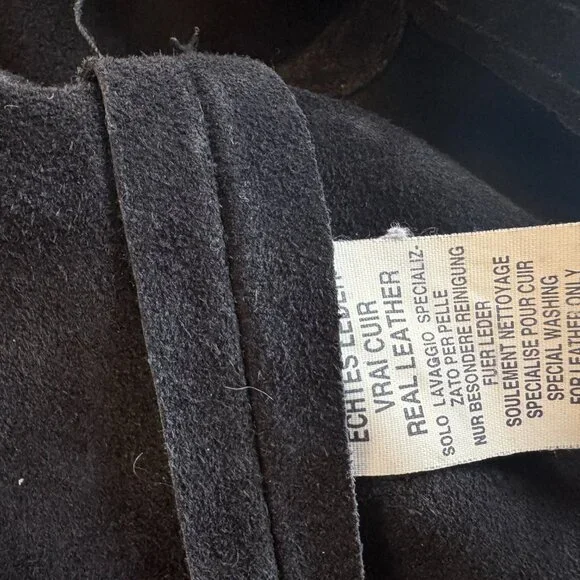 ECHTES LEDER
VRAI CUIR
REAL LEATHER
SOLO LAVAGGIO SPECIALIZ-
ZATO PER PELLE
NUR BESONDERE REINIGUNG
FUER LEDER
SOULEMENT NETTOYAGE
SPECIALISE POUR CUIR
SPECIAL WASHING
FOR LEATHER ONLY